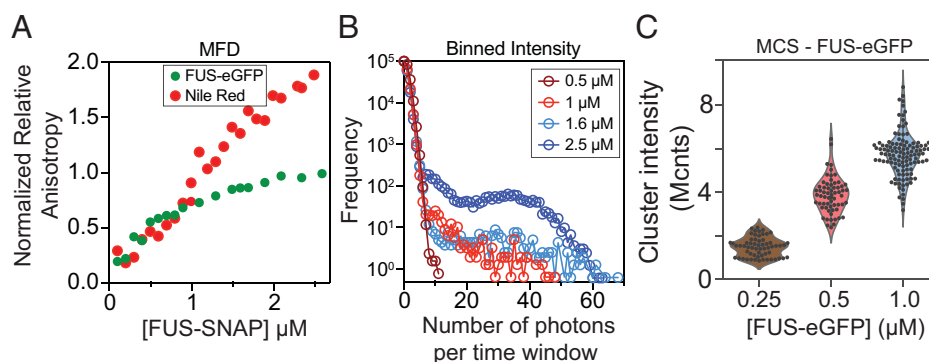 A
MFD
Normalized Relative
Anisotropy
2.0
1.5
1.0
0.5
0.0
FUS-eGFP
Nile Red
0
1
2
[FUS-SNAP] µM
B
Binned Intensity
Frequency
10⁵
10⁴
10³
10²
10¹
10⁰
0.5 µM
1 µM
1.6 µM
2.5 µM
0
20
40
60
Number of photons
per time window
C
MCS - FUS-eGFP
Cluster intensity
(Mcnts)
8
4
0
0.25
0.5
1.0
[FUS-eGFP] (µM)